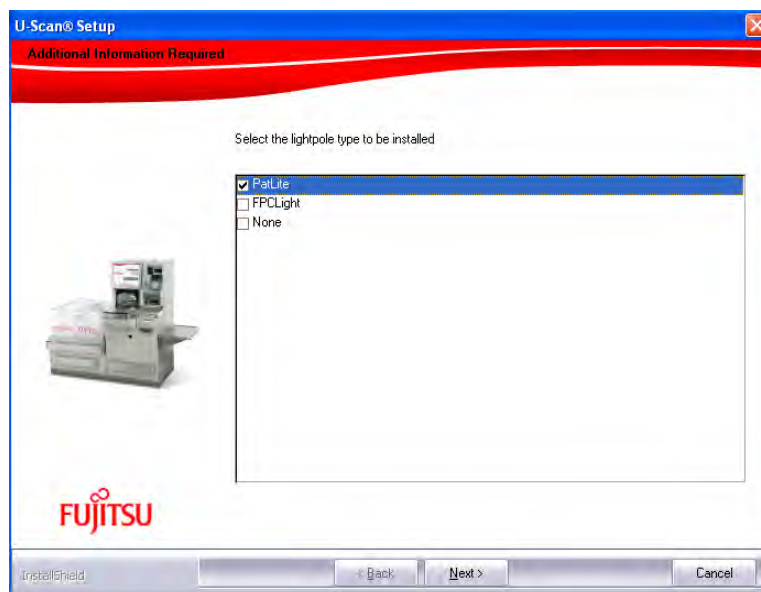 U-Scan® Setup
Additional Information Required
Select the lightpole type to be installed
PatLite
FPCLight
None
FUJITSU
InstallShield
< Back
Next >
Cancel